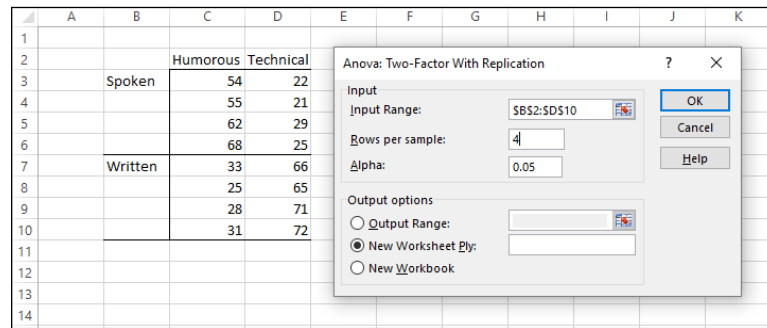 A B C D E F G H I J K
1
2 Humorous Technical
3 Spoken 54 22
4 55 21
5 62 29
6 68 25
7 Written 33 66
8 25 65
9 28 71
10 31 72
11
12
13
14
Anova: Two-Factor With Replication ? ×
Input
Input Range: $B$2:$D$10
Rows per sample: 4
Alpha: 0.05
OK
Cancel
Help
Output options
Output Range:
New Worksheet Ply:
New Workbook